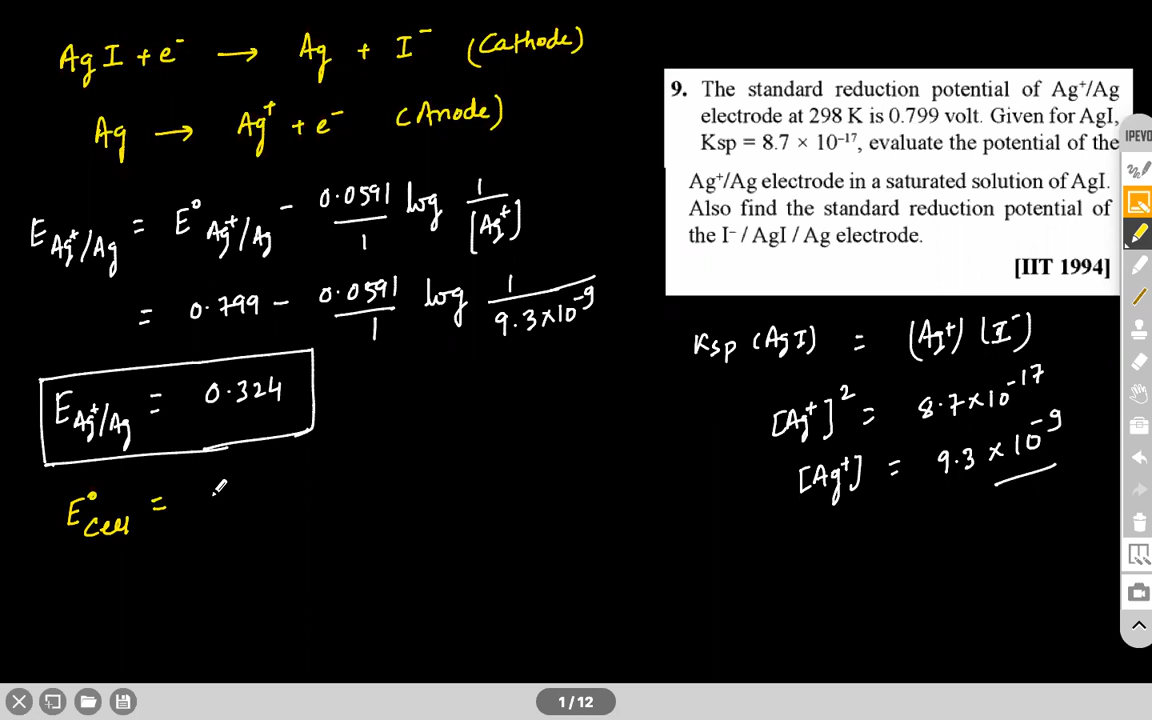 AgI + e⁻ ⟶ Ag + I⁻ (Cathode)
Ag ⟶ Ag⁺ + e⁻ (Anode)
E Ag⁺/Ag = E° Ag⁺/Ag - 0.0591/1 log 1/[Ag⁺]
= 0.799 - 0.0591/1 log 1/9.3×10⁻⁹
E Ag⁺/Ag = 0.324
E°Cell =
9. The standard reduction potential of Ag⁺/Ag
electrode at 298 K is 0.799 volt. Given for AgI,
Ksp = 8.7 × 10⁻¹⁷, evaluate the potential of the
Ag⁺/Ag electrode in a saturated solution of AgI.
Also find the standard reduction potential of
the I⁻ / AgI / Ag electrode.
[IIT 1994]
Ksp (AgI) = (Ag⁺) (I⁻)
[Ag⁺]² = 8.7×10⁻¹⁷
[Ag⁺] = 9.3 × 10⁻⁹
IPEVO
1/12